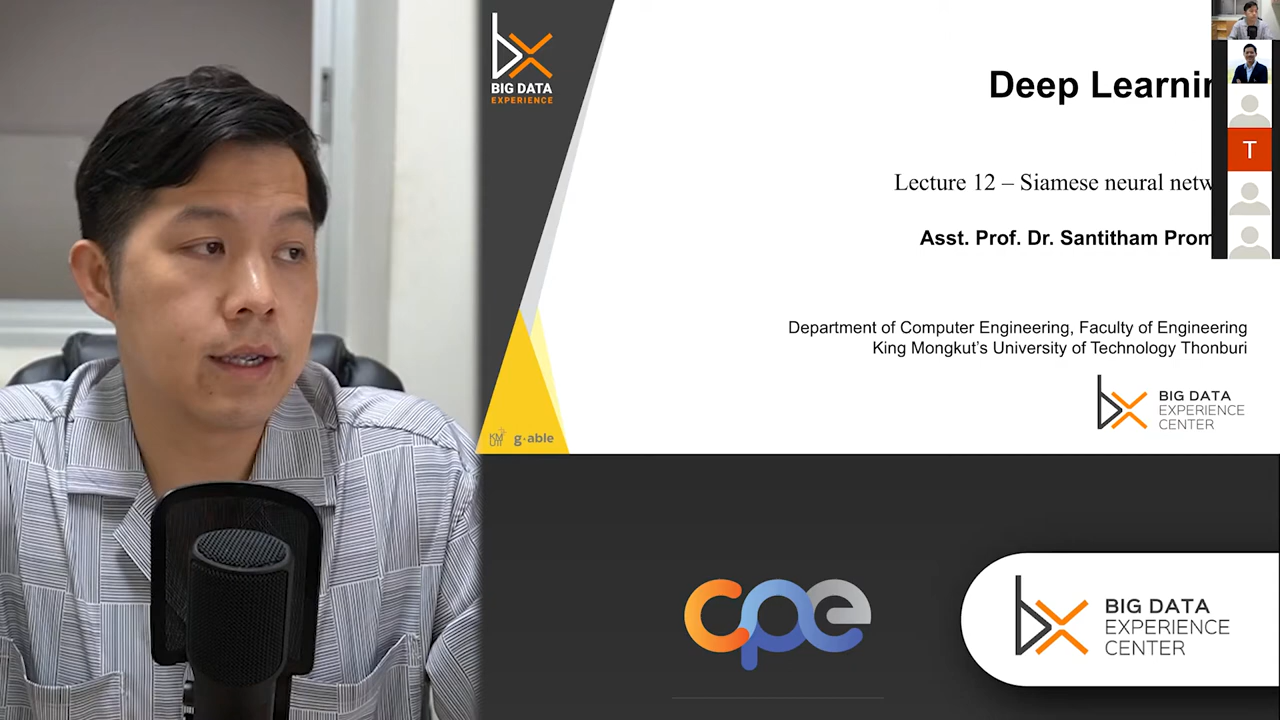 BIG DATA
EXPERIENCE
Deep Learnin
Lecture 12 – Siamese neural netw
Asst. Prof. Dr. Santitham Prom
T
Department of Computer Engineering, Faculty of Engineering
King Mongkut's University of Technology Thonburi
BIG DATA
EXPERIENCE
CENTER
KMUTT
g·able
cpe
BIG DATA
EXPERIENCE
CENTER